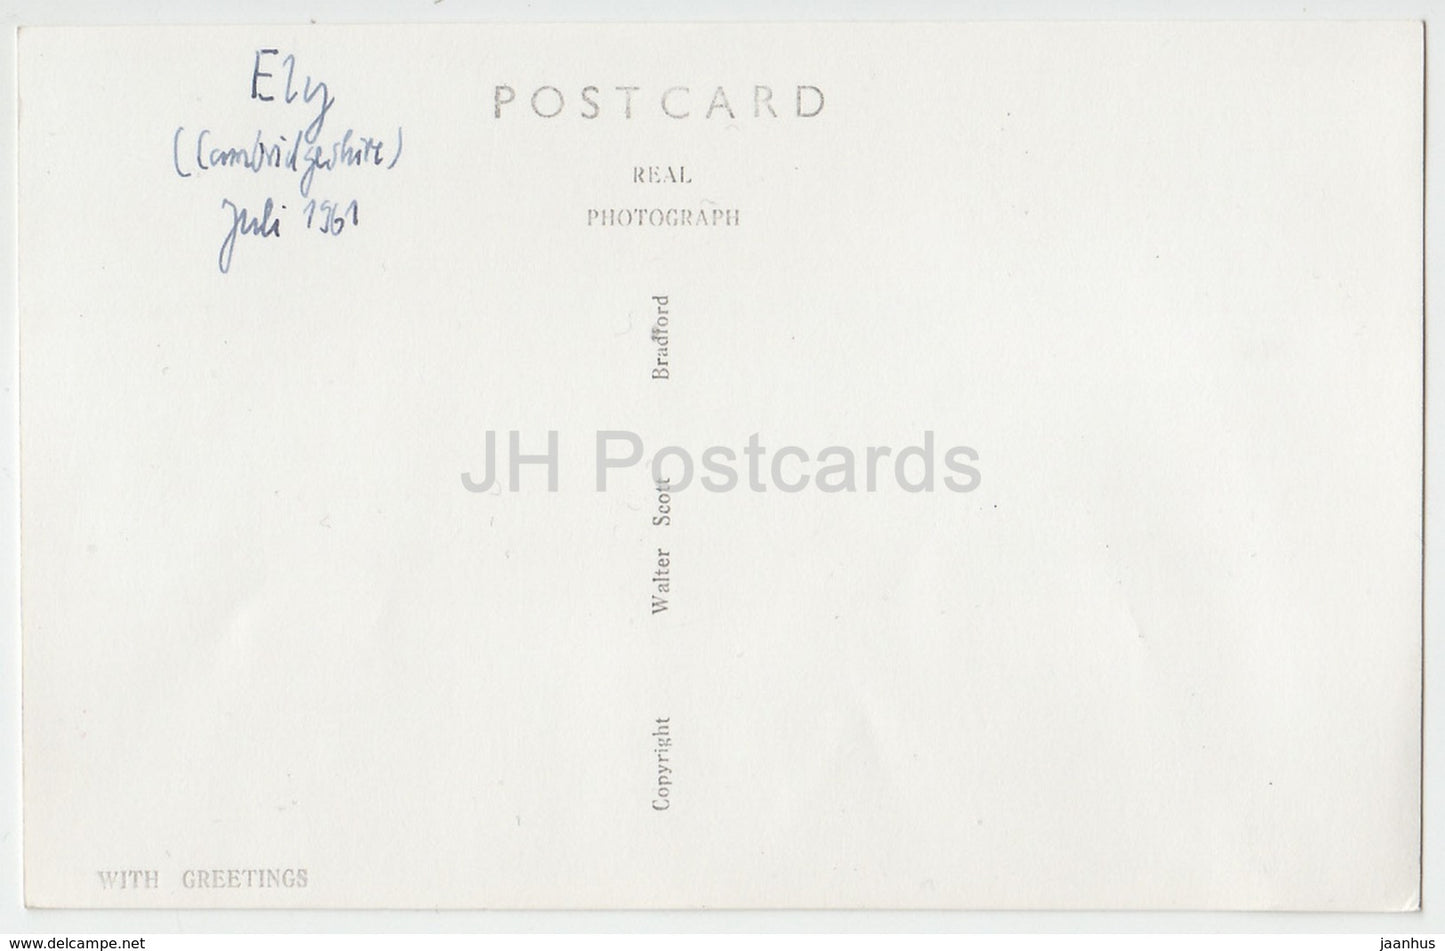 Ely
(Cambridgeshire)
Juli 1961
POSTCARD
REAL
PHOTOGRAPH
Copyright Walter Scott Bradford
JH Postcards
WITH GREETINGS
www.delcampe.net
jaanhus